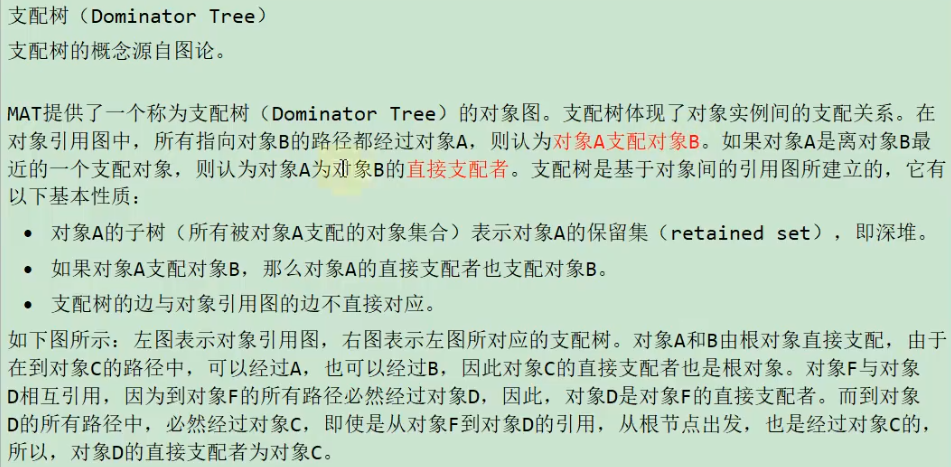 支配树（Dominator Tree）
支配树的概念源自图论。
MAT提供了一个称为支配树（Dominator Tree）的对象图。支配树体现了对象实例间的支配关系。在
对象引用图中，所有指向对象B的路径都经过对象A，则认为对象A支配对象B。如果对象A是离对象B最
近的一个支配对象，则认为对象A为对象B的直接支配者。支配树是基于对象间的引用图所建立的，它有
以下基本性质：
• 对象A的子树（所有被对象A支配的对象集合）表示对象A的保留集（retained set），即深堆。
• 如果对象A支配对象B，那么对象A的直接支配者也支配对象B。
• 支配树的边与对象引用图的边不直接对应。
如下图所示：左图表示对象引用图，右图表示左图所对应的支配树。对象A和B由根对象直接支配，由于
在到对象C的路径中，可以经过A，也可以经过B，因此对象C的直接支配者也是根对象。对象F与对象
D相互引用，因为到对象F的所有路径必然经过对象D，因此，对象D是对象F的直接支配者。而到对象
D的所有路径中，必然经过对象C，即使是从对象F到对象D的引用，从根节点出发，也是经过对象C的，
所以，对象D的直接支配者为对象C。